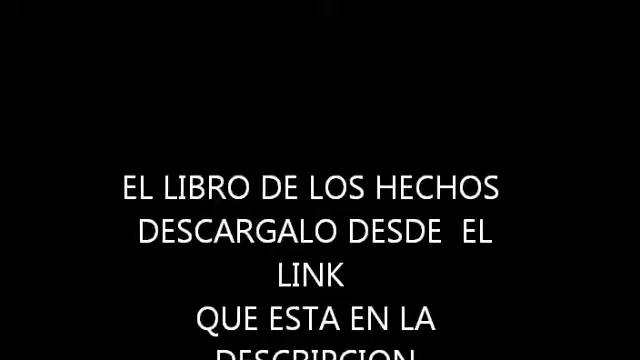 EL LIBRO DE LOS HECHOS
DESCARGALO DESDE EL
LINK
QUE ESTA EN LA
DESCRIPCION